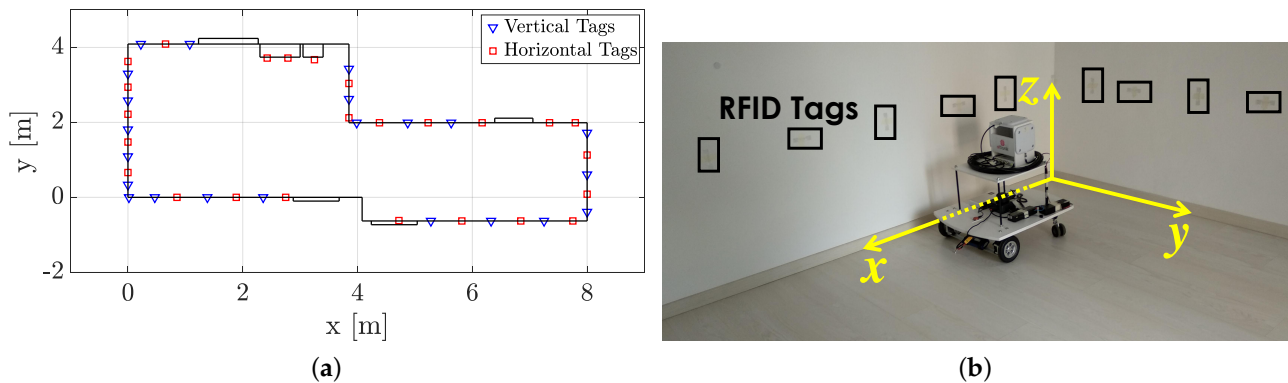 Vertical Tags
Horizontal Tags
4
2
0
-2
y [m]
0
2
4
6
8
x [m]
(a)
RFID Tags
z
x
y
(b)